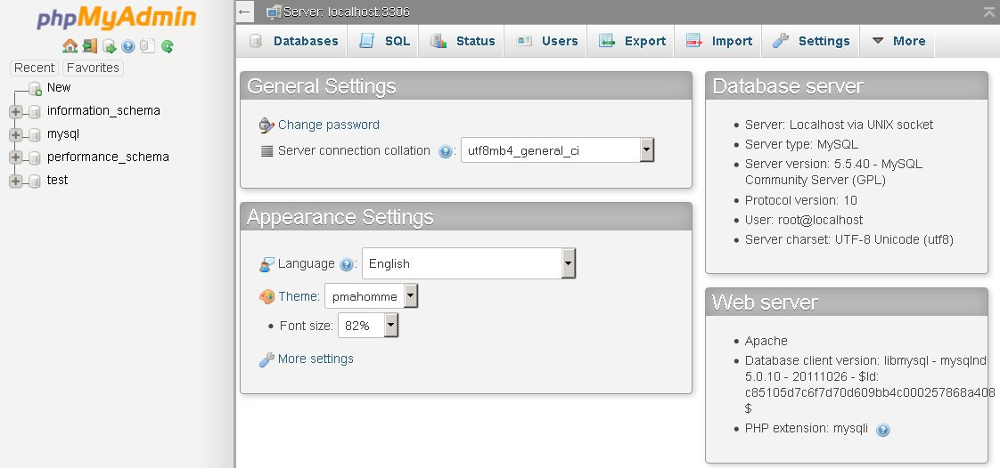 phpMyAdmin
Recent Favorites
New
information_schema
mysql
performance_schema
test
Server: localhost:3306
Databases SQL Status Users Export Import Settings More
General Settings
Change password
Server connection collation : utf8mb4_general_ci
Appearance Settings
Language : English
Theme: pmahomme
Font size: 82%
More settings
Database server
Server: Localhost via UNIX socket
Server type: MySQL
Server version: 5.5.40 - MySQL
Community Server (GPL)
Protocol version: 10
User: root@localhost
Server charset: UTF-8 Unicode (utf8)
Web server
Apache
Database client version: libmysql - mysqlnd
5.0.10 - 20111026 - $Id:
c85105d7c6f7d70d609bb4c000257868a408
$
PHP extension: mysqli